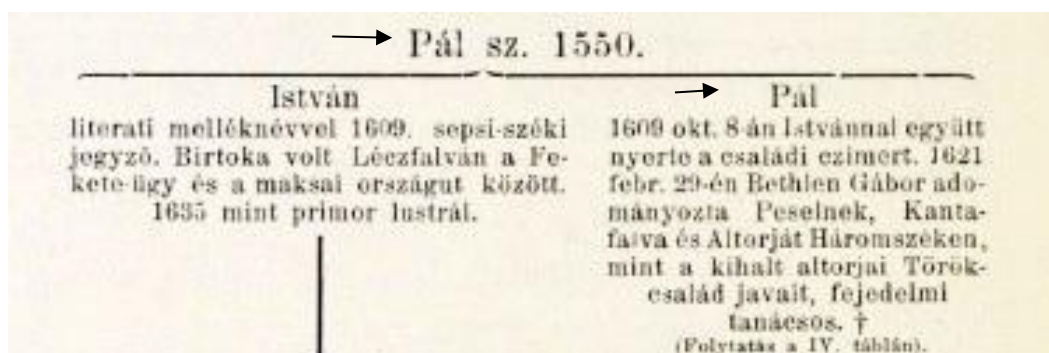 Pál sz. 1550.
István
literati melléknévvel 1609. sepsi-széki
jegyző. Birtoka volt Léczfalván a Fe-
kete-ügy és a maksai országut között.
1635 mint primor lustrál.
Pál
1609 okt. 8-án Istvánnal együtt
nyerte a családi czimert. 1621
febr. 29-én Bethlen Gábor ado-
mányozta Peselnek, Kanta-
falva és Altorját Háromszéken,
mint a kihalt altorjai Török-
család javait, fejedelmi
tanácsos. †
(Folytatás a IV. táblán).